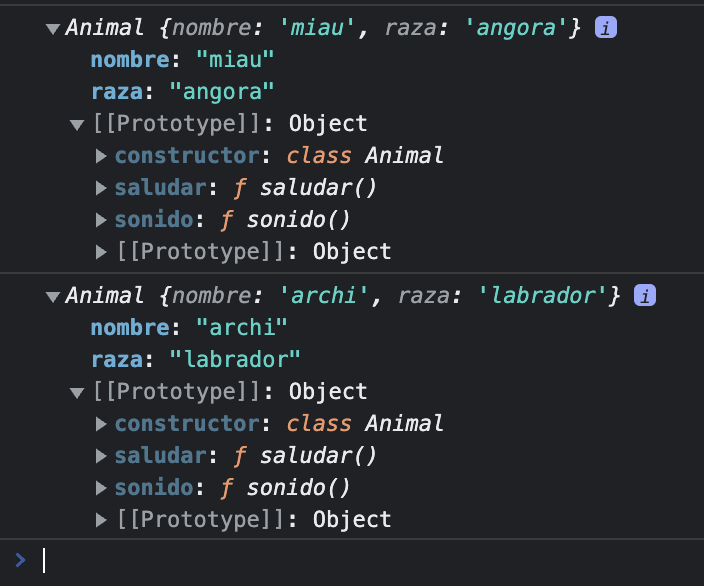 ▼Animal {nombre: 'miau', raza: 'angora'} i
nombre: "miau"
raza: "angora"
▼[[Prototype]]: Object
▶constructor: class Animal
▶saludar: ƒ saludar()
▶sonido: ƒ sonido()
▶[[Prototype]]: Object
▼Animal {nombre: 'archi', raza: 'labrador'} i
nombre: "archi"
raza: "labrador"
▼[[Prototype]]: Object
▶constructor: class Animal
▶saludar: ƒ saludar()
▶sonido: ƒ sonido()
▶[[Prototype]]: Object
>